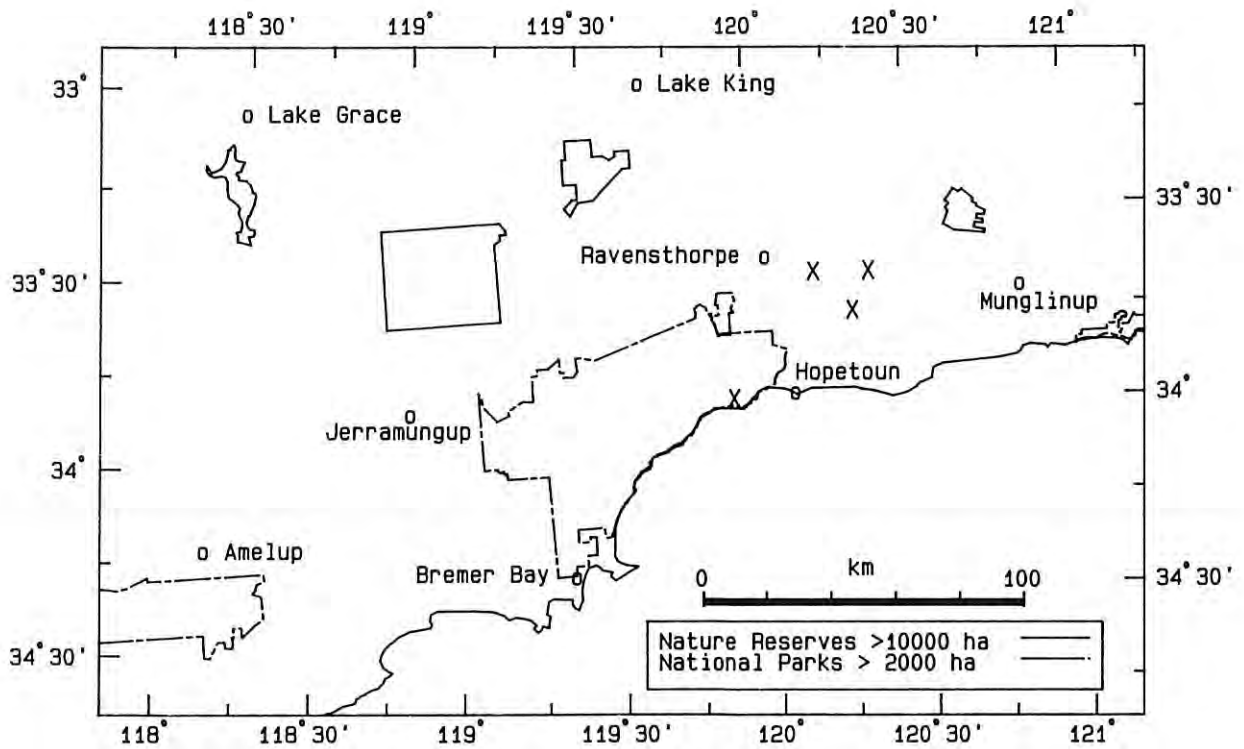 118° 30' 119° 119° 30' 120° 120° 30' 121°
33°
o Lake King
o Lake Grace
33° 30'
Ravensthorpe o
X X
33° 30'
o
Munglinup
X
Hopetoun
o
X
34°
o
Jerramungup
34°
o Amelup
km
Bremer Bay o
0 100
34° 30'
Nature Reserves >10000 ha
National Parks > 2000 ha
34° 30'
118° 118° 30' 119° 119° 30' 120° 120° 30' 121°